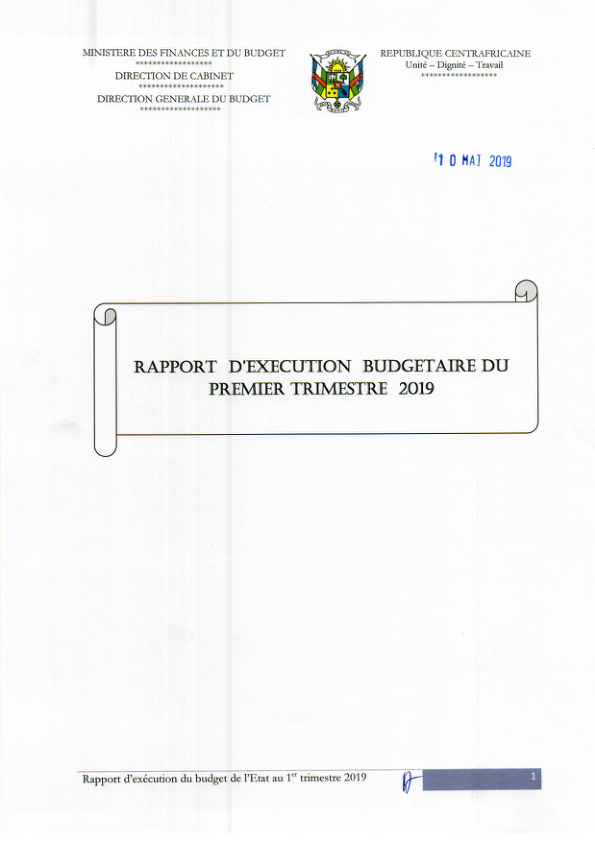 MINISTERE DES FINANCES ET DU BUDGET
******************
DIRECTION DE CABINET
********************
DIRECTION GENERALE DU BUDGET
*******************
REPUBLIQUE CENTRAFRICAINE
Unité – Dignité – Travail
******************
10 MAI 2019
RAPPORT D'EXECUTION BUDGETAIRE DU
PREMIER TRIMESTRE 2019
Rapport d'exécution du budget de l'Etat au 1er trimestre 2019
1